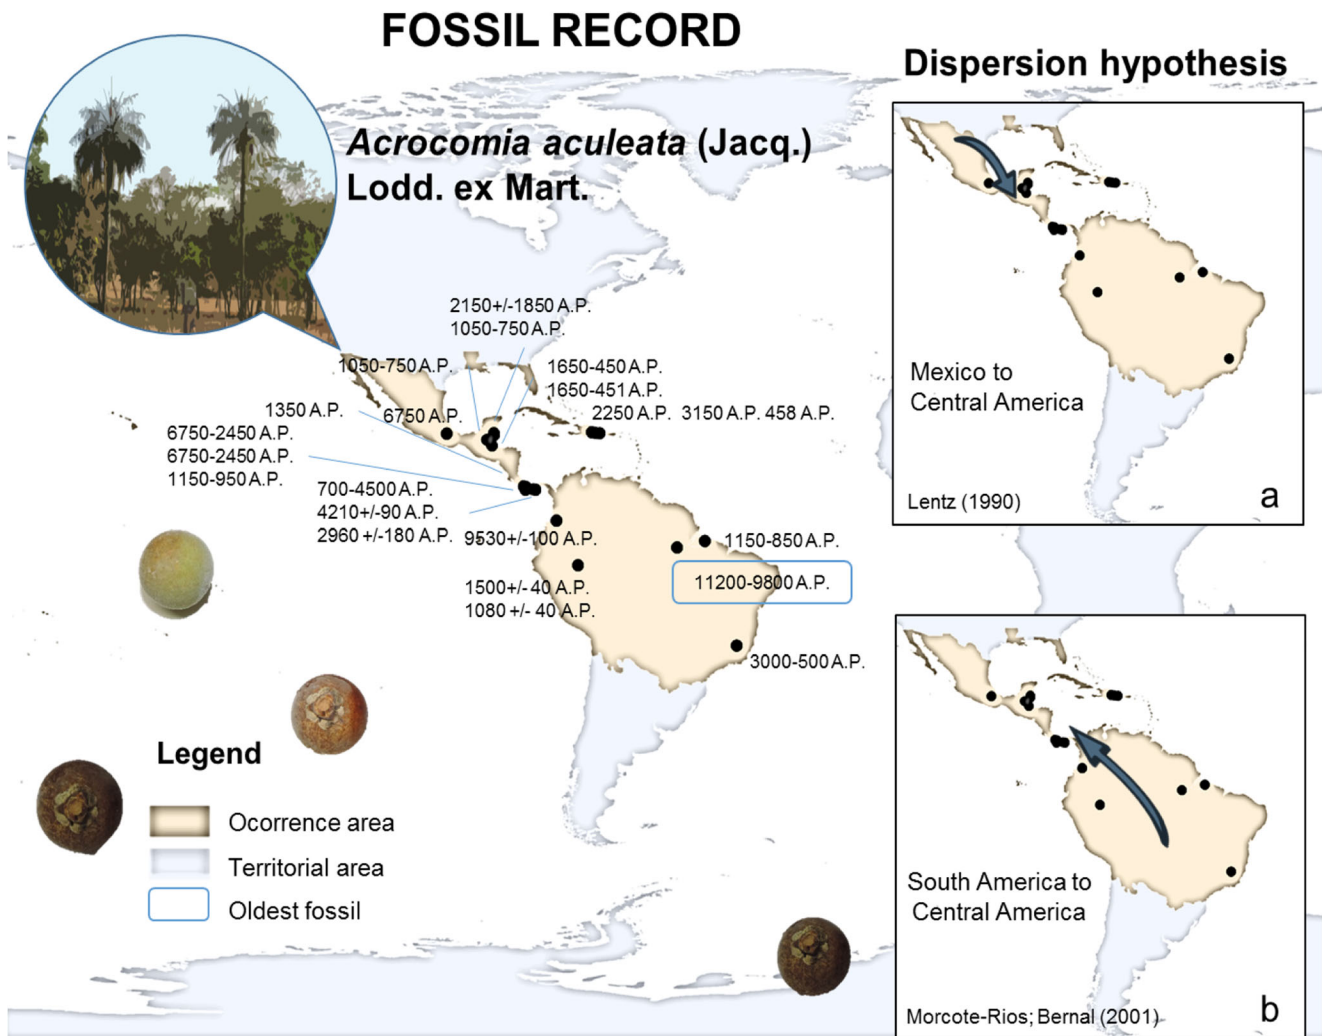 FOSSIL RECORD
Acrocomia aculeata (Jacq.)
Lodd. ex Mart.
2150+/-1850 A.P.
1050-750 A.P.
1050-750 A.P.
1650-450 A.P.
1650-451 A.P.
1350 A.P.
6750 A.P.
2250 A.P. 3150 A.P. 458 A.P.
6750-2450 A.P.
6750-2450 A.P.
1150-950 A.P.
700-4500 A.P.
4210+/-90 A.P.
2960 +/-180 A.P.
9530+/-100 A.P.
1150-850 A.P.
11200-9800 A.P.
1500+/- 40 A.P.
1080 +/- 40 A.P.
3000-500 A.P.
Legend
Ocorrence area
Territorial area
Oldest fossil
Dispersion hypothesis
Mexico to
Central America
Lentz (1990)
a
South America to
Central America
Morcote-Rios; Bernal (2001)
b